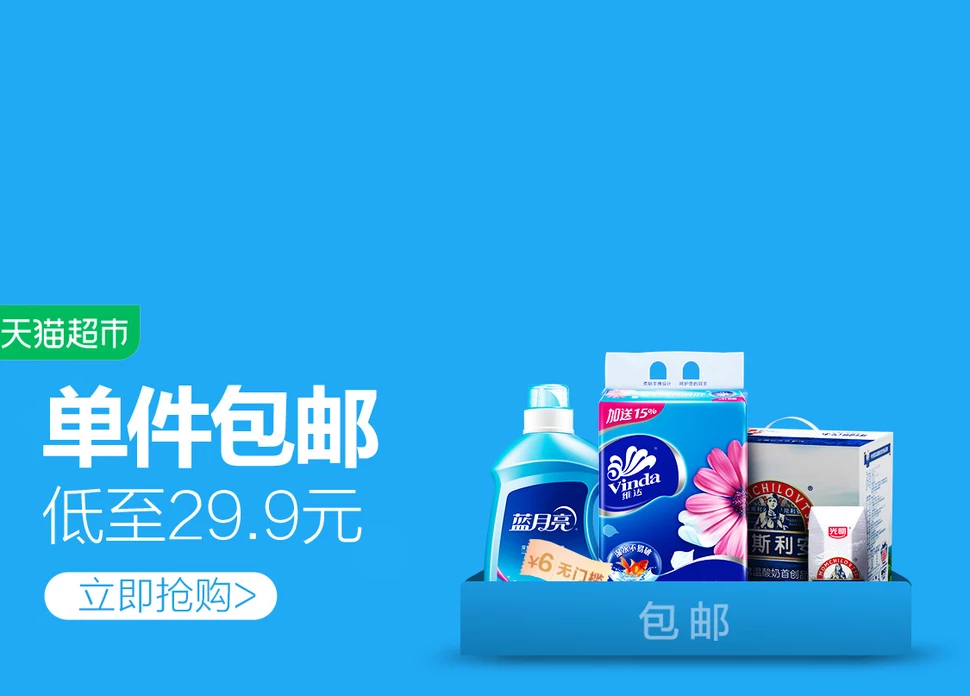 天猫超市
单件包邮
低至29.9元
立即抢购>
加送15%
Vinda
维达
蓝月亮
¥6 无门槛
MCHILOVT
斯利安
光明
包邮